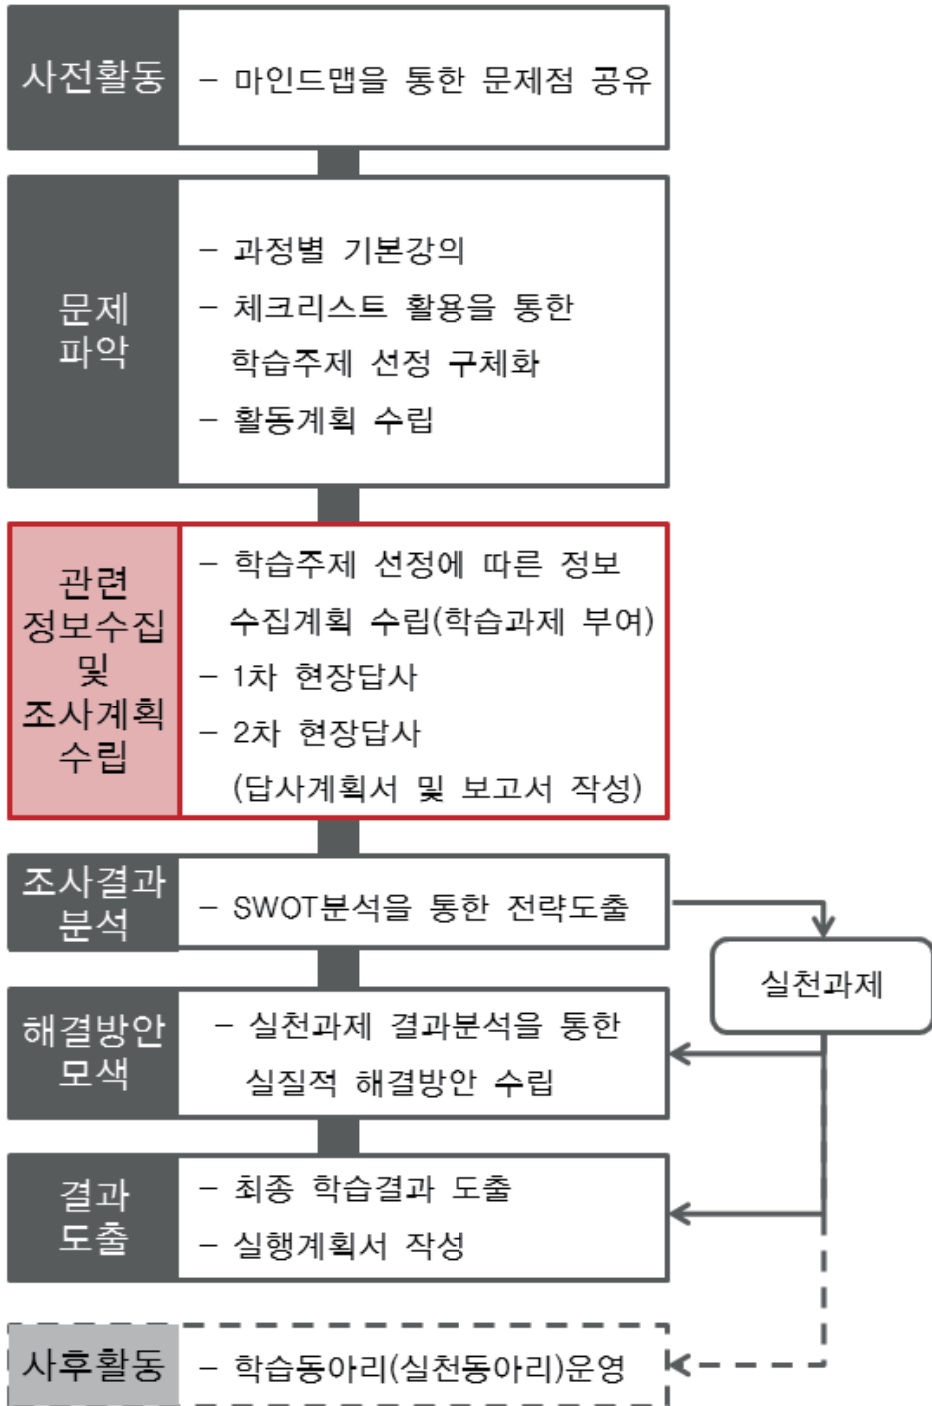 사전활동
– 마인드맵을 통한 문제점 공유
문제
파악
– 과정별 기본강의
– 체크리스트 활용을 통한
학습주제 선정 구체화
– 활동계획 수립
관련
정보수집
및
조사계획
수립
– 학습주제 선정에 따른 정보
수집계획 수립(학습과제 부여)
– 1차 현장답사
– 2차 현장답사
(답사계획서 및 보고서 작성)
조사결과
분석
– SWOT분석을 통한 전략도출
실천과제
해결방안
모색
– 실천과제 결과분석을 통한
실질적 해결방안 수립
결과
도출
– 최종 학습결과 도출
– 실행계획서 작성
사후활동
– 학습동아리(실천동아리)운영